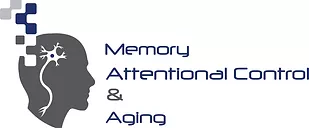 Memory
Attentional Control
&
Aging